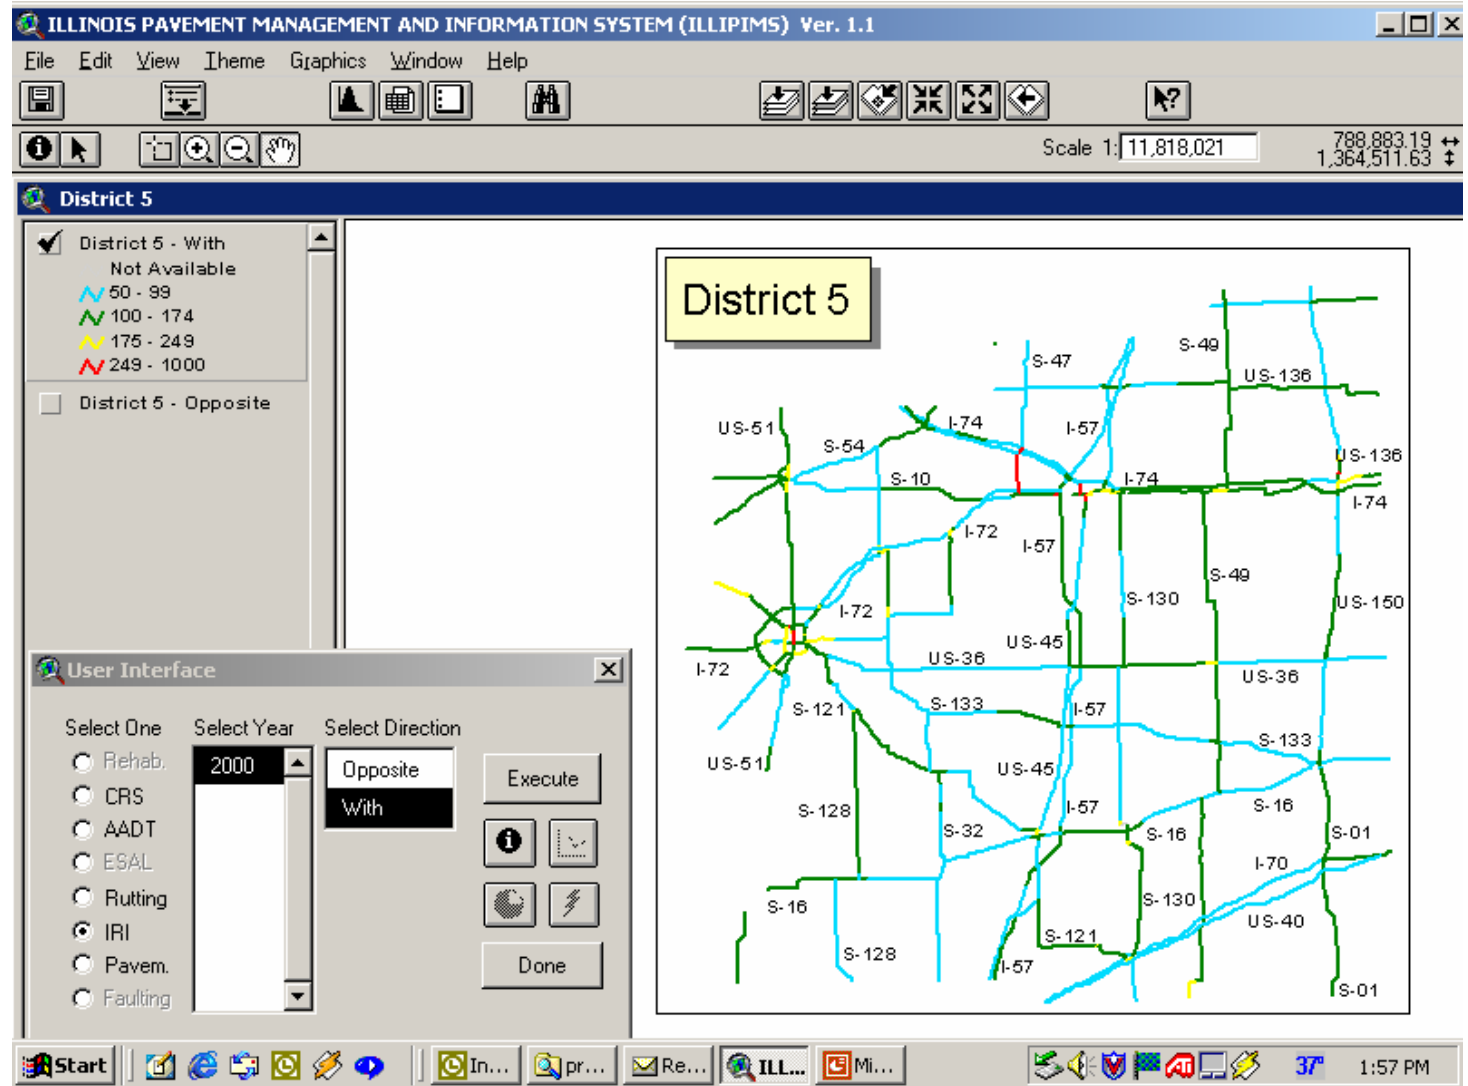 ILLINOIS PAVEMENT MANAGEMENT AND INFORMATION SYSTEM (ILLIPIMS) Ver. 1.1
File Edit View Theme Graphics Window Help
Scale 1: 11,818,021
788,883.19
1,364,511.63
District 5
District 5 - With
Not Available
50 - 99
100 - 174
175 - 249
249 - 1000
District 5 - Opposite
District 5
S-49
S-47
US-136
US-51
I-74
I-57
S-54
US-136
S-10
I-74
I-74
I-72
I-57
S-49
S-130
I-72
US-150
US-45
US-36
I-72
US-36
S-121
S-133
I-57
S-133
US-51
US-45
S-128
I-57
S-16
S-32
S-16
S-01
I-70
S-16
S-130
US-40
S-121
S-128
I-57
S-01
User Interface
Select One Select Year Select Direction
Rehab.
CRS
AADT
ESAL
Rutting
IRI
Pavem.
Faulting
2000
Opposite
With
Execute
Done
Start In... pr... Re... ILL... Mi... 37° 1:57 PM